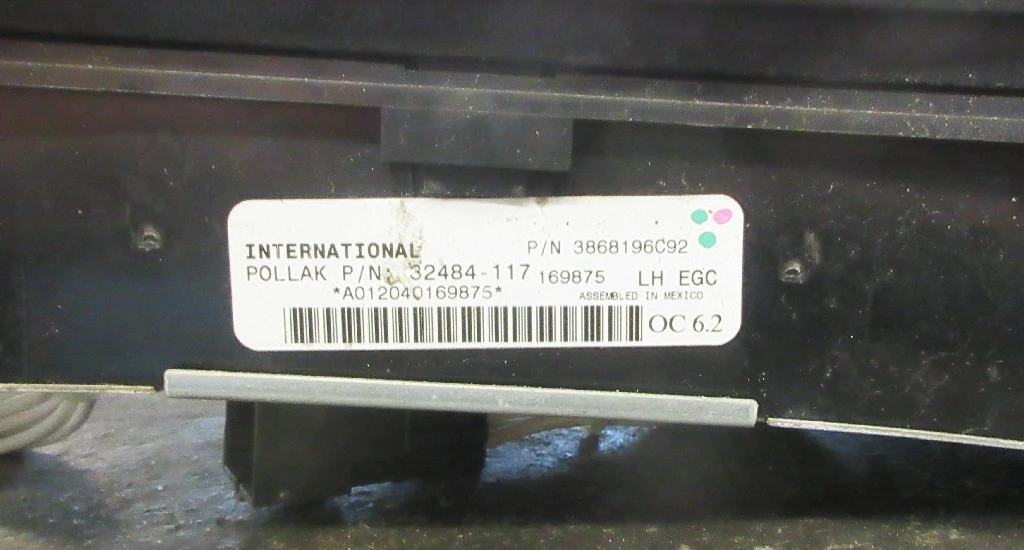 INTERNATIONAL P/N 3868196C92
POLLAK P/N: 32484-117 169875 LH EGC
*A012040169875* ASSEMBLED IN MEXICO
OC 6.2